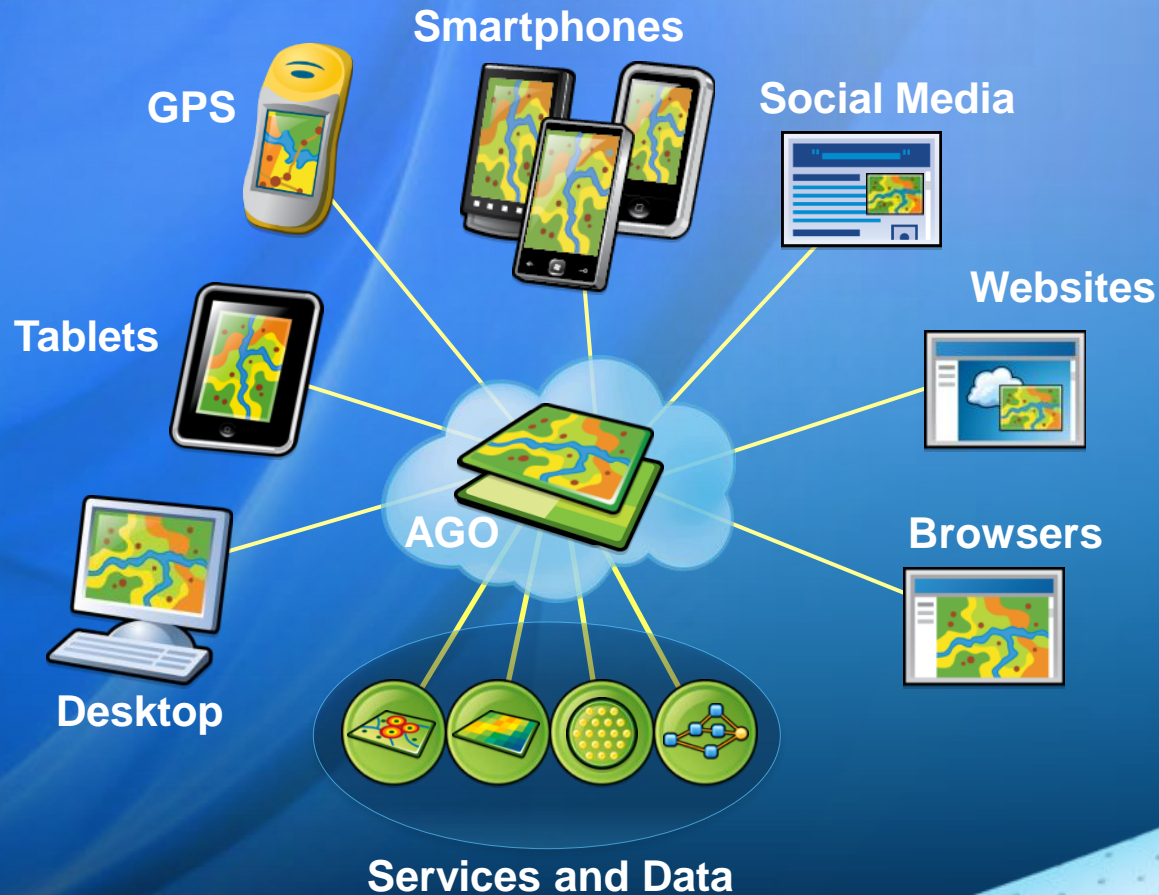 Smartphones
GPS
Social Media
Websites
Tablets
AGO
Browsers
Desktop
Services and Data